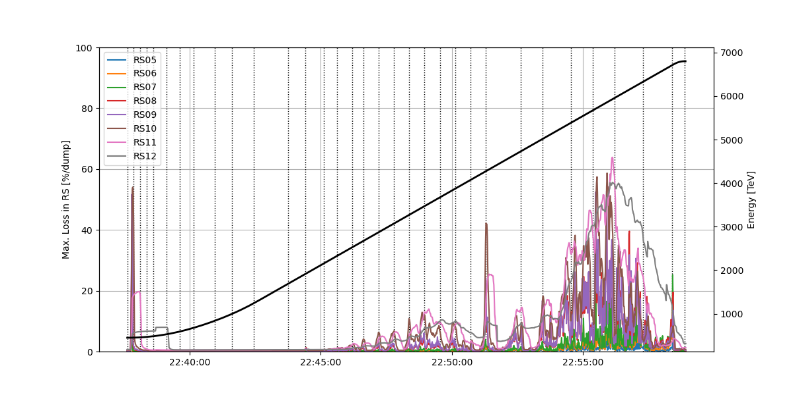 100
80
60
40
20
0
Max. Loss in RS [%/dump]
RS05
RS06
RS07
RS08
RS09
RS10
RS11
RS12
7000
6000
5000
4000
3000
2000
1000
Energy [TeV]
22:40:00
22:45:00
22:50:00
22:55:00